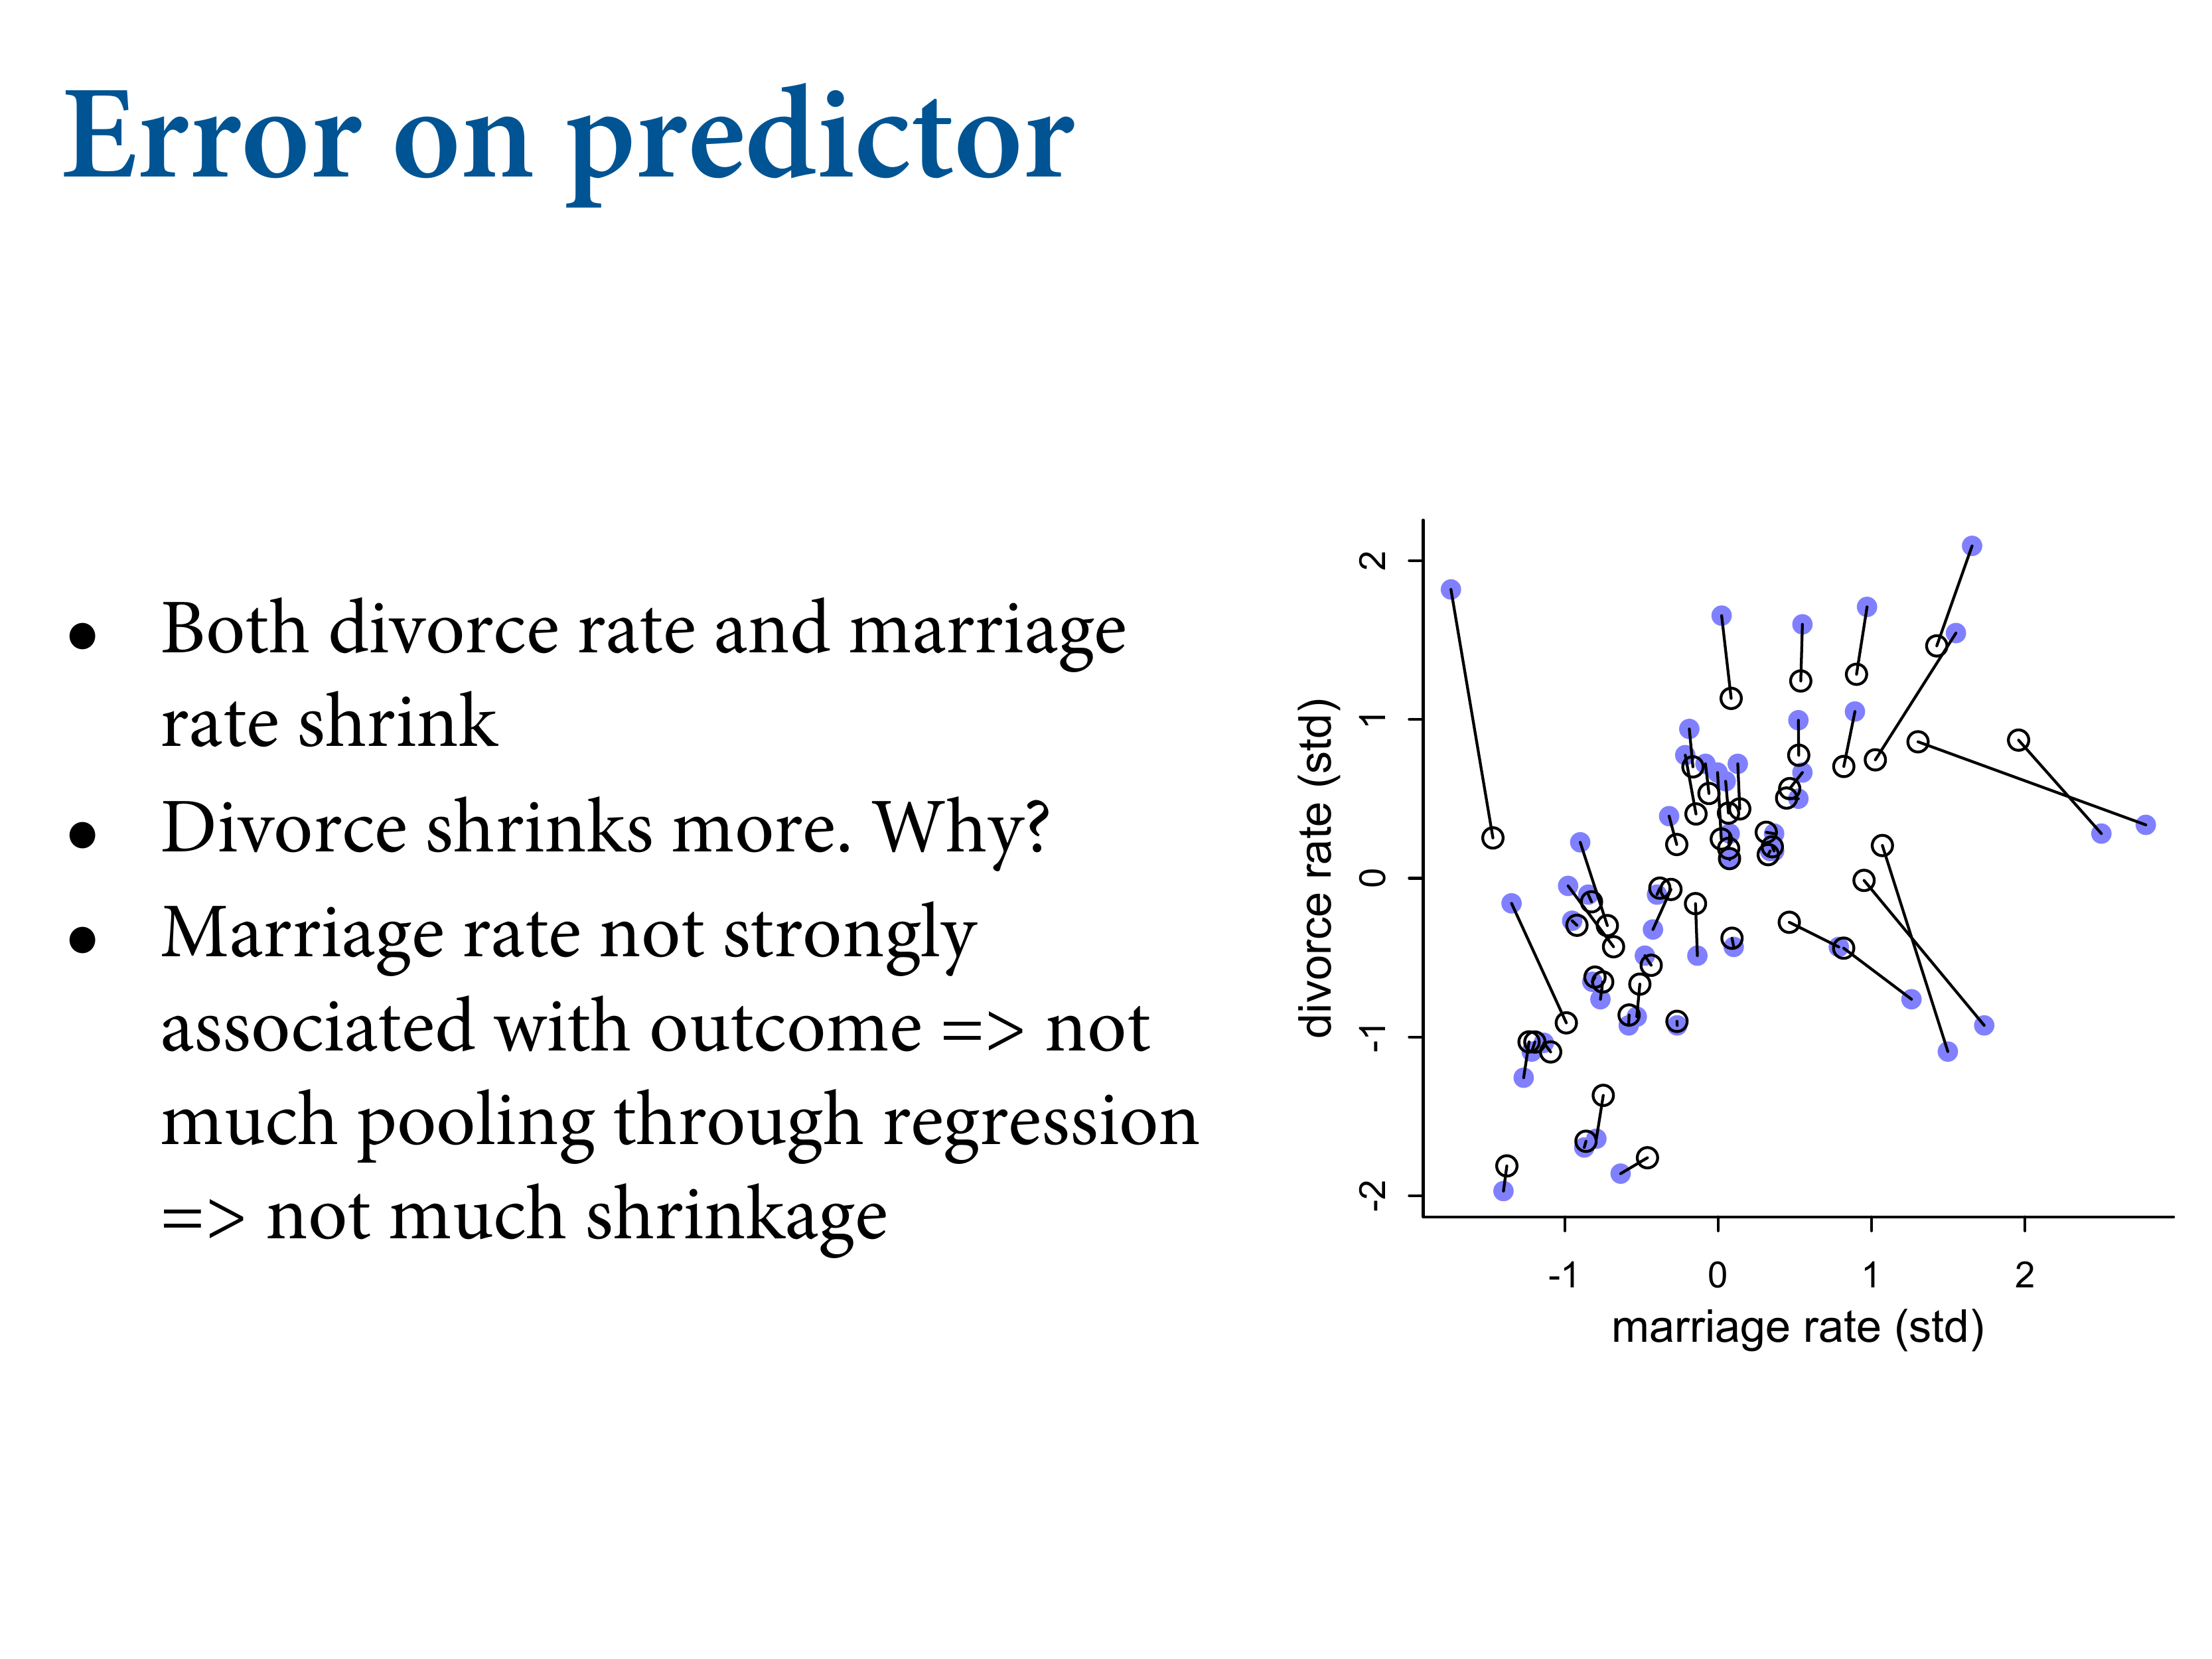 Error on predictor
• Both divorce rate and marriage
rate shrink
• Divorce shrinks more. Why?
• Marriage rate not strongly
associated with outcome => not
much pooling through regression
=> not much shrinkage
divorce rate (std)
2
1
0
-1
-2
-1 0 1 2
marriage rate (std)